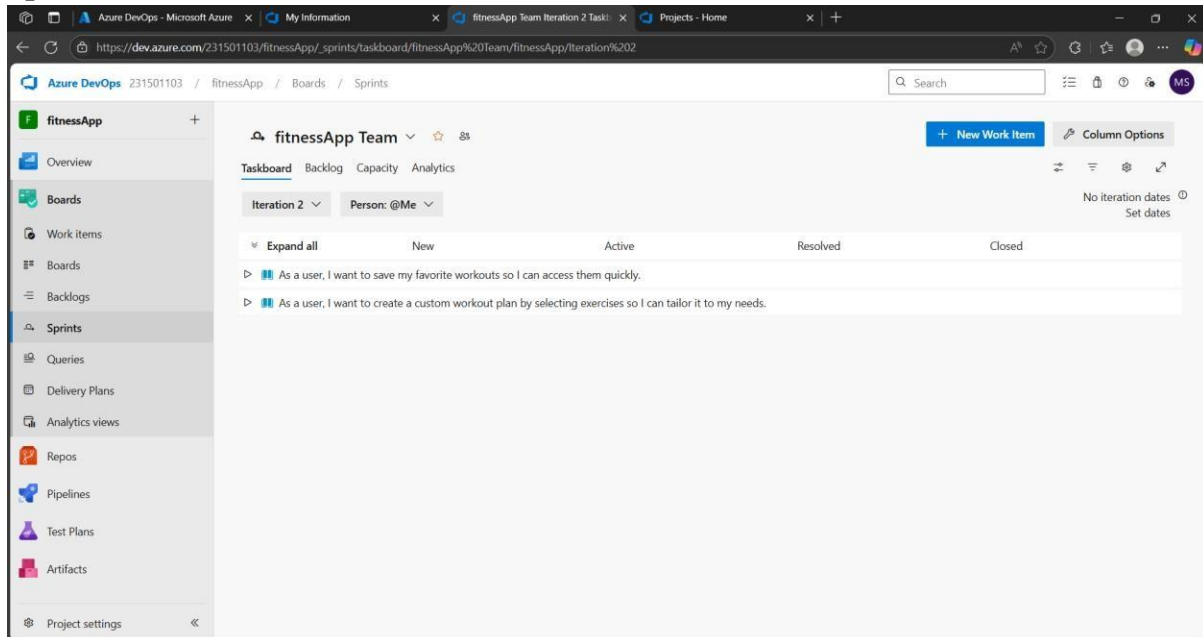 Azure DevOps - Microsoft Azure
My Information
fitnessApp Team Iteration 2 Taskb
Projects - Home
https://dev.azure.com/231501103/fitnessApp/_sprints/taskboard/fitnessApp%20Team/fitnessApp/Iteration%202
Azure DevOps 231501103 / fitnessApp / Boards / Sprints
Search
MS
F fitnessApp +
fitnessApp Team
+ New Work Item
Column Options
Overview
Taskboard Backlog Capacity Analytics
Boards
Iteration 2
Person: @Me
No iteration dates
Set dates
Work items
Expand all New Active Resolved Closed
Boards
As a user, I want to save my favorite workouts so I can access them quickly.
Backlogs
As a user, I want to create a custom workout plan by selecting exercises so I can tailor it to my needs.
Sprints
Queries
Delivery Plans
Analytics views
Repos
Pipelines
Test Plans
Artifacts
Project settings